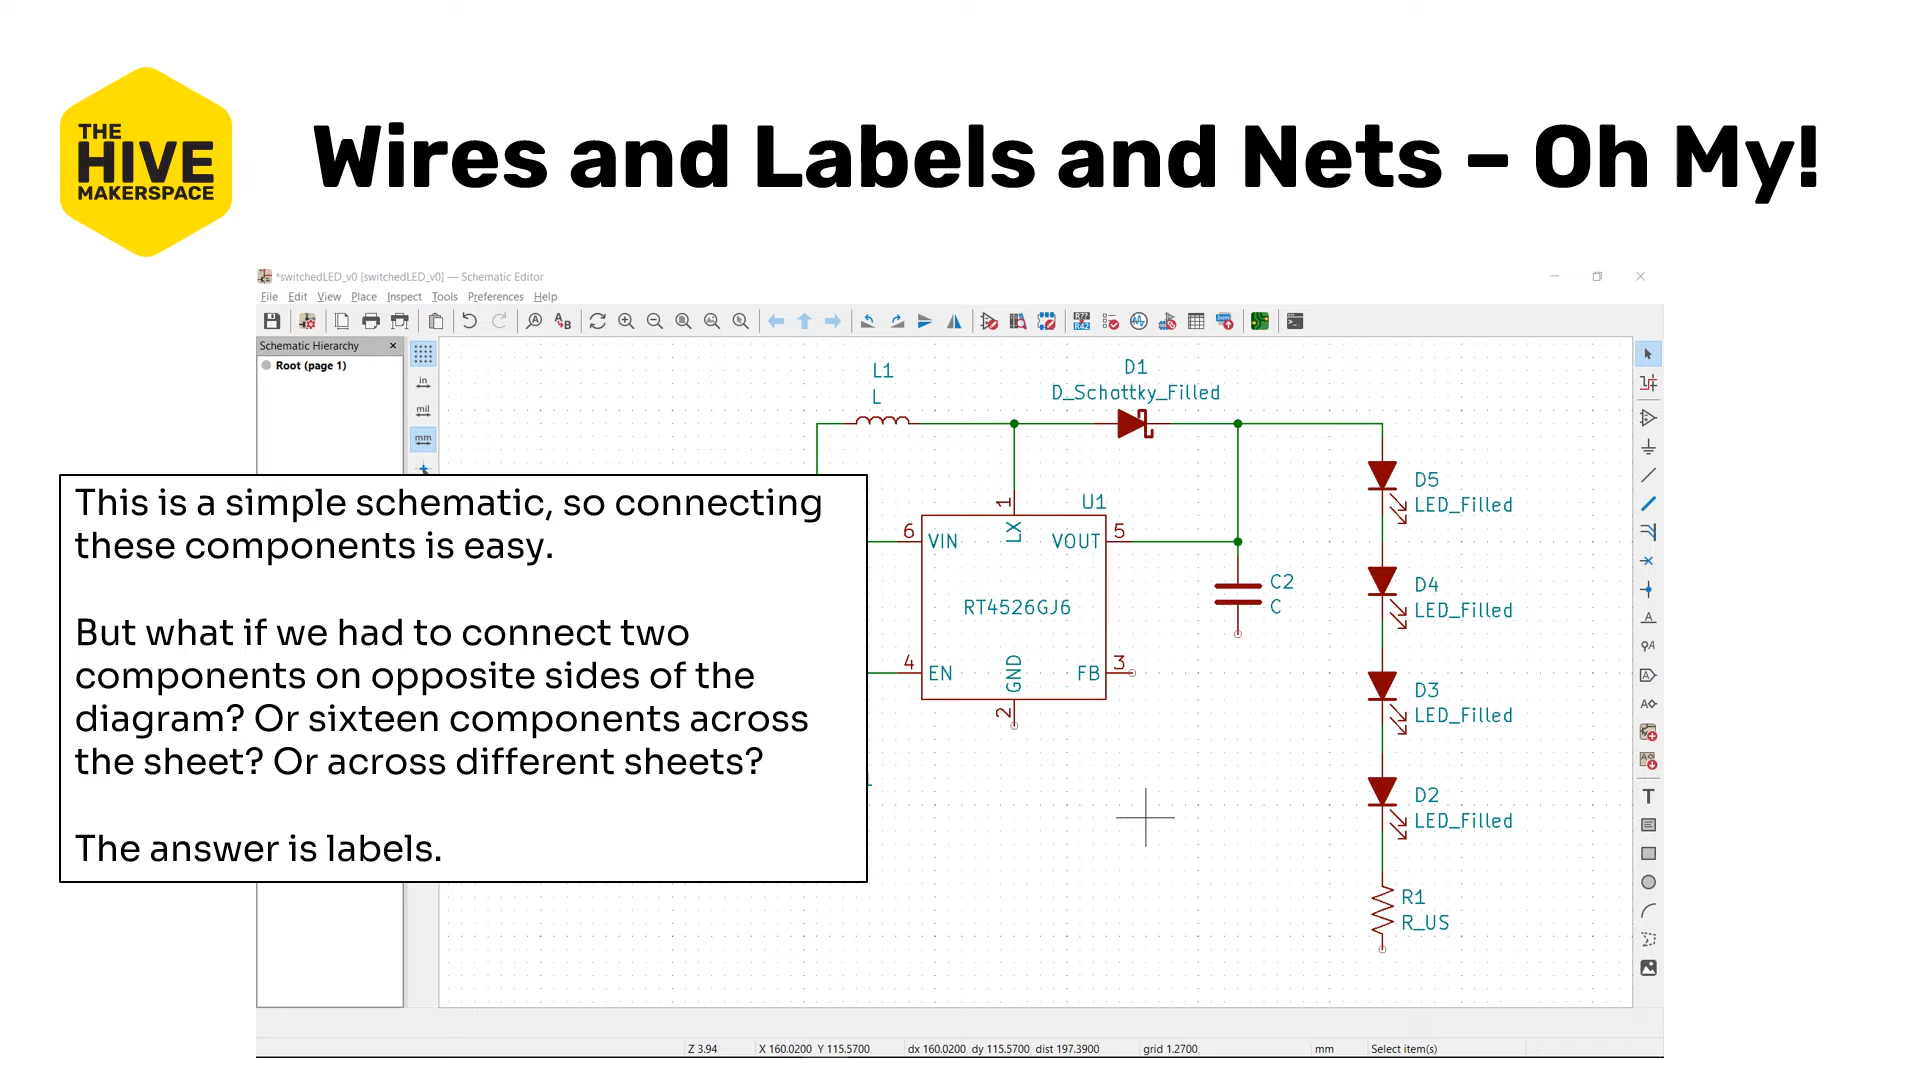 THE
HIVE
MAKERSPACE
Wires and Labels and Nets – Oh My!
*switchedLED_v0 [switchedLED_v0] — Schematic Editor
File Edit View Place Inspect Tools Preferences Help
Schematic Hierarchy
Root (page 1)
in
mil
mm
This is a simple schematic, so connecting
these components is easy.
But what if we had to connect two
components on opposite sides of the
diagram? Or sixteen components across
the sheet? Or across different sheets?
The answer is labels.
L1
L
D1
D_Schottky_Filled
U1
1
LX
6 VIN
VOUT 5
RT4526GJ6
4 EN
GND
2
FB 3
C2
C
D5
LED_Filled
D4
LED_Filled
D3
LED_Filled
D2
LED_Filled
R1
R_US
Z 3.94 X 160.0200 Y 115.5700 dx 160.0200 dy 115.5700 dist 197.3900 grid 1.2700 mm Select item(s)